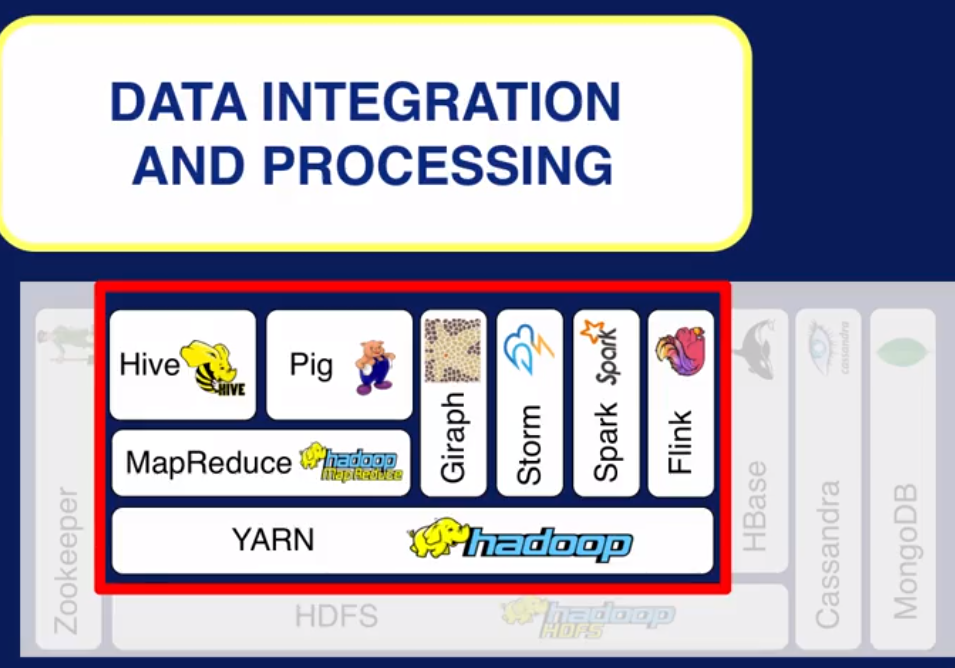 DATA INTEGRATION
AND PROCESSING
Zookeeper
Hive
HIVE
Pig
MapReduce
hadoop
MapReduce
Giraph
Storm
Spark
Spark
Flink
YARN
hadoop
HDFS
hadoop
HDFS
HBase
cassandra
Cassandra
MongoDB